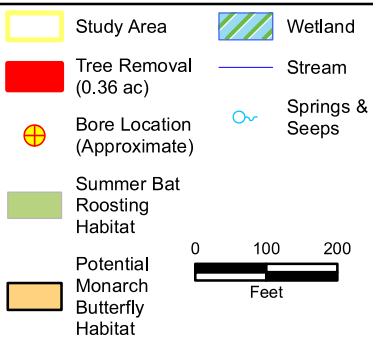 Study Area
Tree Removal
(0.36 ac)
Bore Location
(Approximate)
Summer Bat
Roosting
Habitat
Potential
Monarch
Butterfly
Habitat
Wetland
Stream
Springs &
Seeps
0 100 200
Feet